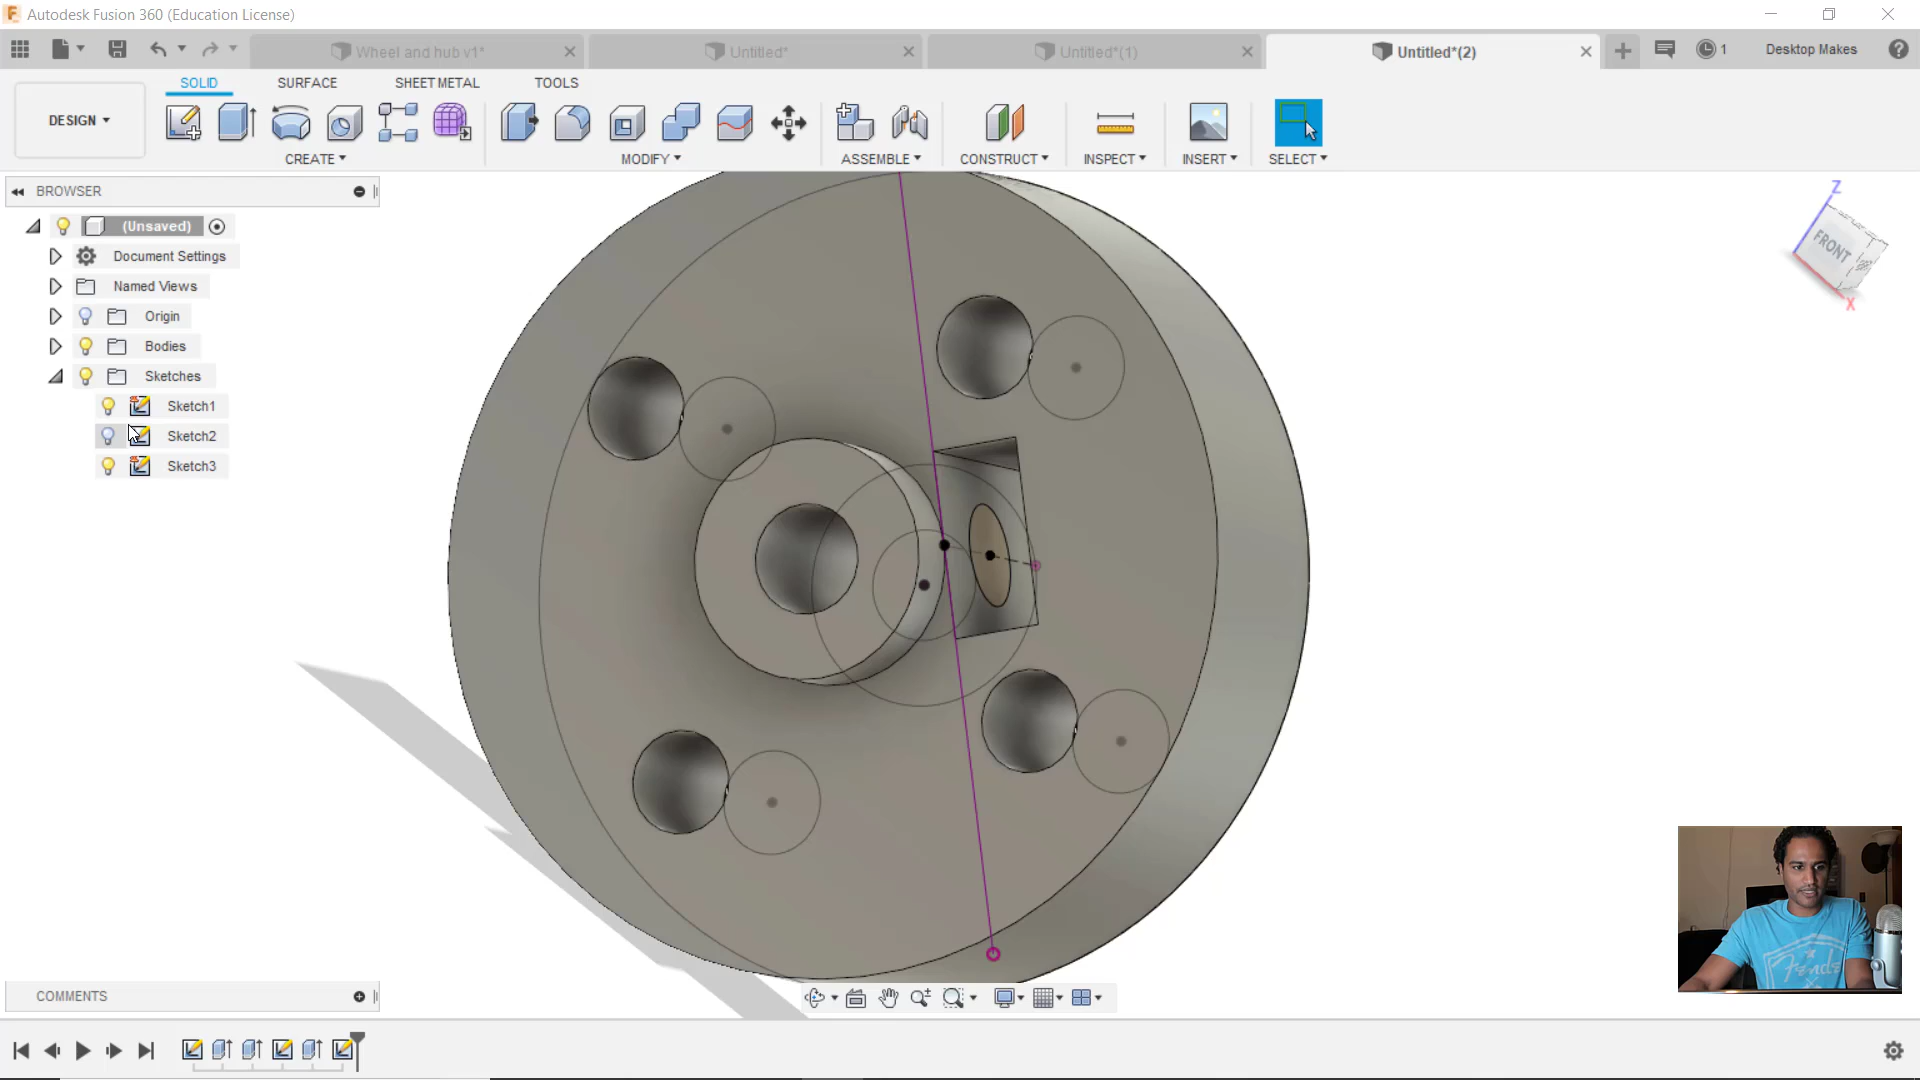 Autodesk Fusion 360 (Education License)
Wheel and hub v1*
Untitled*
Untitled*(1)
Untitled*(2)
1
Desktop Makes
DESIGN
SOLID
SURFACE
SHEET METAL
TOOLS
CREATE
MODIFY
ASSEMBLE
CONSTRUCT
INSPECT
INSERT
SELECT
BROWSER
(Unsaved)
Document Settings
Named Views
Origin
Bodies
Sketches
Sketch1
Sketch2
Sketch3
Z
FRONT
X
Fender
COMMENTS